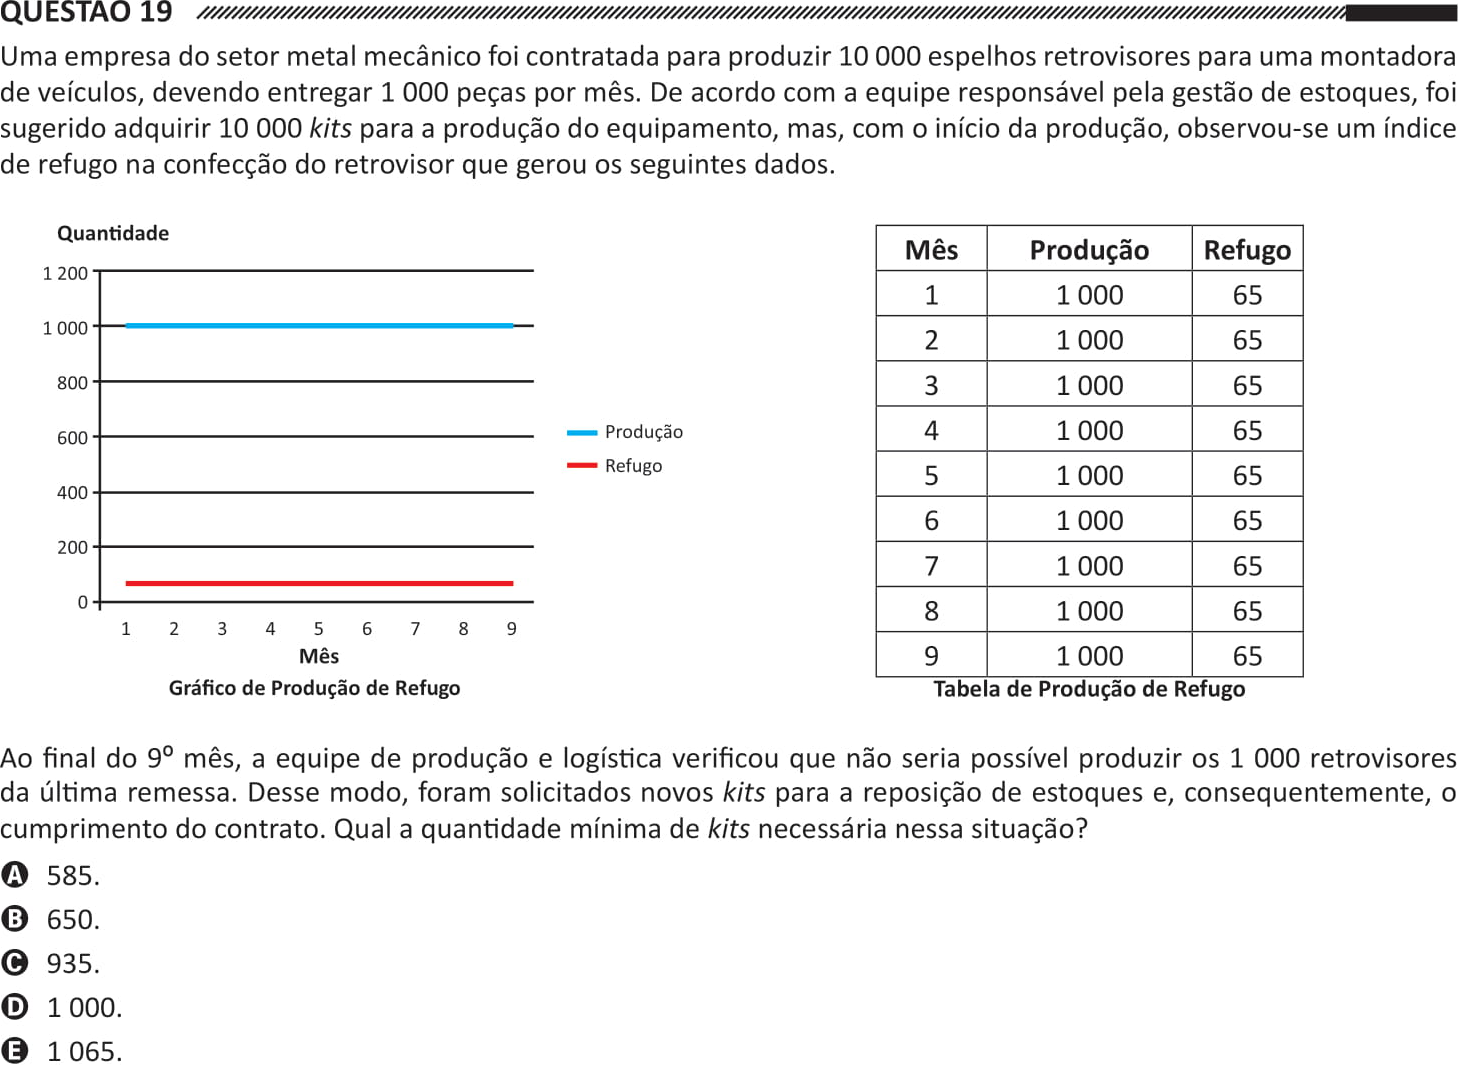 QUESTÃO 19
Uma empresa do setor metal mecânico foi contratada para produzir 10 000 espelhos retrovisores para uma montadora
de veículos, devendo entregar 1 000 peças por mês. De acordo com a equipe responsável pela gestão de estoques, foi
sugerido adquirir 10 000 kits para a produção do equipamento, mas, com o início da produção, observou-se um índice
de refugo na confecção do retrovisor que gerou os seguintes dados.
Quantidade
1 200
1 000
800
600
400
200
0
1 2 3 4 5 6 7 8 9
Mês
Produção
Refugo
Gráfico de Produção de Refugo
Mês Produção Refugo
1 1 000 65
2 1 000 65
3 1 000 65
4 1 000 65
5 1 000 65
6 1 000 65
7 1 000 65
8 1 000 65
9 1 000 65
Tabela de Produção de Refugo
Ao final do 9º mês, a equipe de produção e logística verificou que não seria possível produzir os 1 000 retrovisores
da última remessa. Desse modo, foram solicitados novos kits para a reposição de estoques e, consequentemente, o
cumprimento do contrato. Qual a quantidade mínima de kits necessária nessa situação?
A 585.
B 650.
C 935.
D 1 000.
E 1 065.